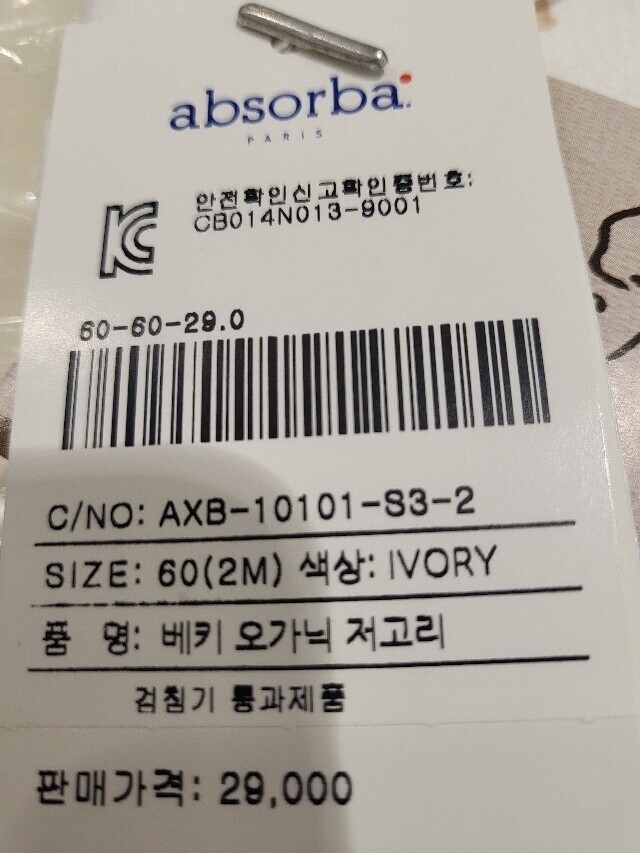 absorba.
PARIS
안전확인신고확인증번호:
CB014N013-9001
60-60-29.0
C/NO: AXB-10101-S3-2
SIZE: 60(2M) 색상: IVORY
품 명: 베키 오가닉 저고리
검침기 통과제품
판매가격: 29,000